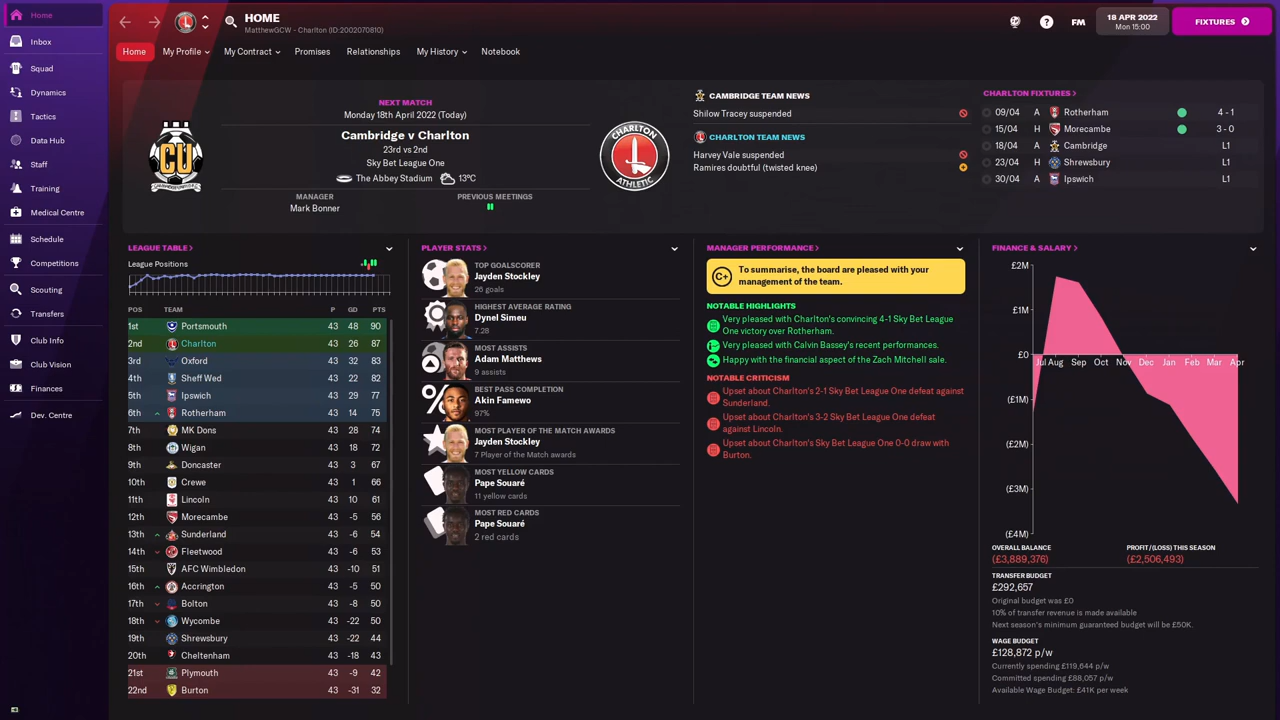 Home
HOME
MatthewGCW - Charlton (ID:2002070810)
FM
18 APR 2022
Mon 15:00
FIXTURES
Inbox
Squad
Dynamics
Tactics
Data Hub
Staff
Training
Medical Centre
Schedule
Competitions
Scouting
Transfers
Club Info
Club Vision
Finances
Dev. Centre
Home
My Profile
My Contract
Promises
Relationships
My History
Notebook
NEXT MATCH
Monday 18th April 2022 (Today)
Cambridge v Charlton
23rd vs 2nd
Sky Bet League One
The Abbey Stadium 13ºC
MANAGER
Mark Bonner
PREVIOUS MEETINGS
CU
CHARLTON
ATHLETIC
CAMBRIDGE TEAM NEWS
Shilow Tracey suspended
CHARLTON TEAM NEWS
Harvey Vale suspended
Ramires doubtful (twisted knee)
CHARLTON FIXTURES >
09/04 A Rotherham 4 - 1
15/04 H Morecambe 3 - 0
18/04 A Cambridge L1
23/04 H Shrewsbury L1
30/04 A Ipswich L1
LEAGUE TABLE >
League Positions
POS TEAM P GD PTS
1st Portsmouth 43 48 90
2nd Charlton 43 26 87
3rd Oxford 43 32 83
4th Sheff Wed 43 22 82
5th Ipswich 43 29 77
6th Rotherham 43 14 75
7th MK Dons 43 28 74
8th Wigan 43 18 72
9th Doncaster 43 3 67
10th Crewe 43 1 66
11th Lincoln 43 10 61
12th Morecambe 43 -5 56
13th Sunderland 43 -6 54
14th Fleetwood 43 -6 53
15th AFC Wimbledon 43 -10 51
16th Accrington 43 -5 50
17th Bolton 43 -8 50
18th Wycombe 43 -22 50
19th Shrewsbury 43 -22 44
20th Cheltenham 43 -18 43
21st Plymouth 43 -9 42
22nd Burton 43 -31 32
PLAYER STATS >
TOP GOALSCORER
Jayden Stockley
26 goals
HIGHEST AVERAGE RATING
Dynel Simeu
7.28
MOST ASSISTS
Adam Matthews
9 assists
BEST PASS COMPLETION
Akin Famewo
97%
MOST PLAYER OF THE MATCH AWARDS
Jayden Stockley
7 Player of the Match awards
MOST YELLOW CARDS
Pape Souaré
11 yellow cards
MOST RED CARDS
Pape Souaré
2 red cards
MANAGER PERFORMANCE >
C+
To summarise, the board are pleased with your
management of the team.
NOTABLE HIGHLIGHTS
Very pleased with Charlton's convincing 4-1 Sky Bet League
One victory over Rotherham.
Very pleased with Calvin Bassey's recent performances.
Happy with the financial aspect of the Zach Mitchell sale.
NOTABLE CRITICISM
Upset about Charlton's 2-1 Sky Bet League One defeat against
Sunderland.
Upset about Charlton's 3-2 Sky Bet League One defeat
against Lincoln.
Upset about Charlton's Sky Bet League One 0-0 draw with
Burton.
FINANCE & SALARY >
£2M
£1M
£0
(£1M)
(£2M)
(£3M)
(£4M)
Jul Aug Sep Oct Nov Dec Jan Feb Mar Apr
OVERALL BALANCE
(£3,889,376)
PROFIT/(LOSS) THIS SEASON
(£2,506,493)
TRANSFER BUDGET
£292,657
Original budget was £0
10% of transfer revenue is made available
Next season's minimum guaranteed budget will be £50K.
WAGE BUDGET
£128,872 p/w
Currently spending £119,644 p/w
Committed spending £88,057 p/w
Available Wage Budget: £41K per week